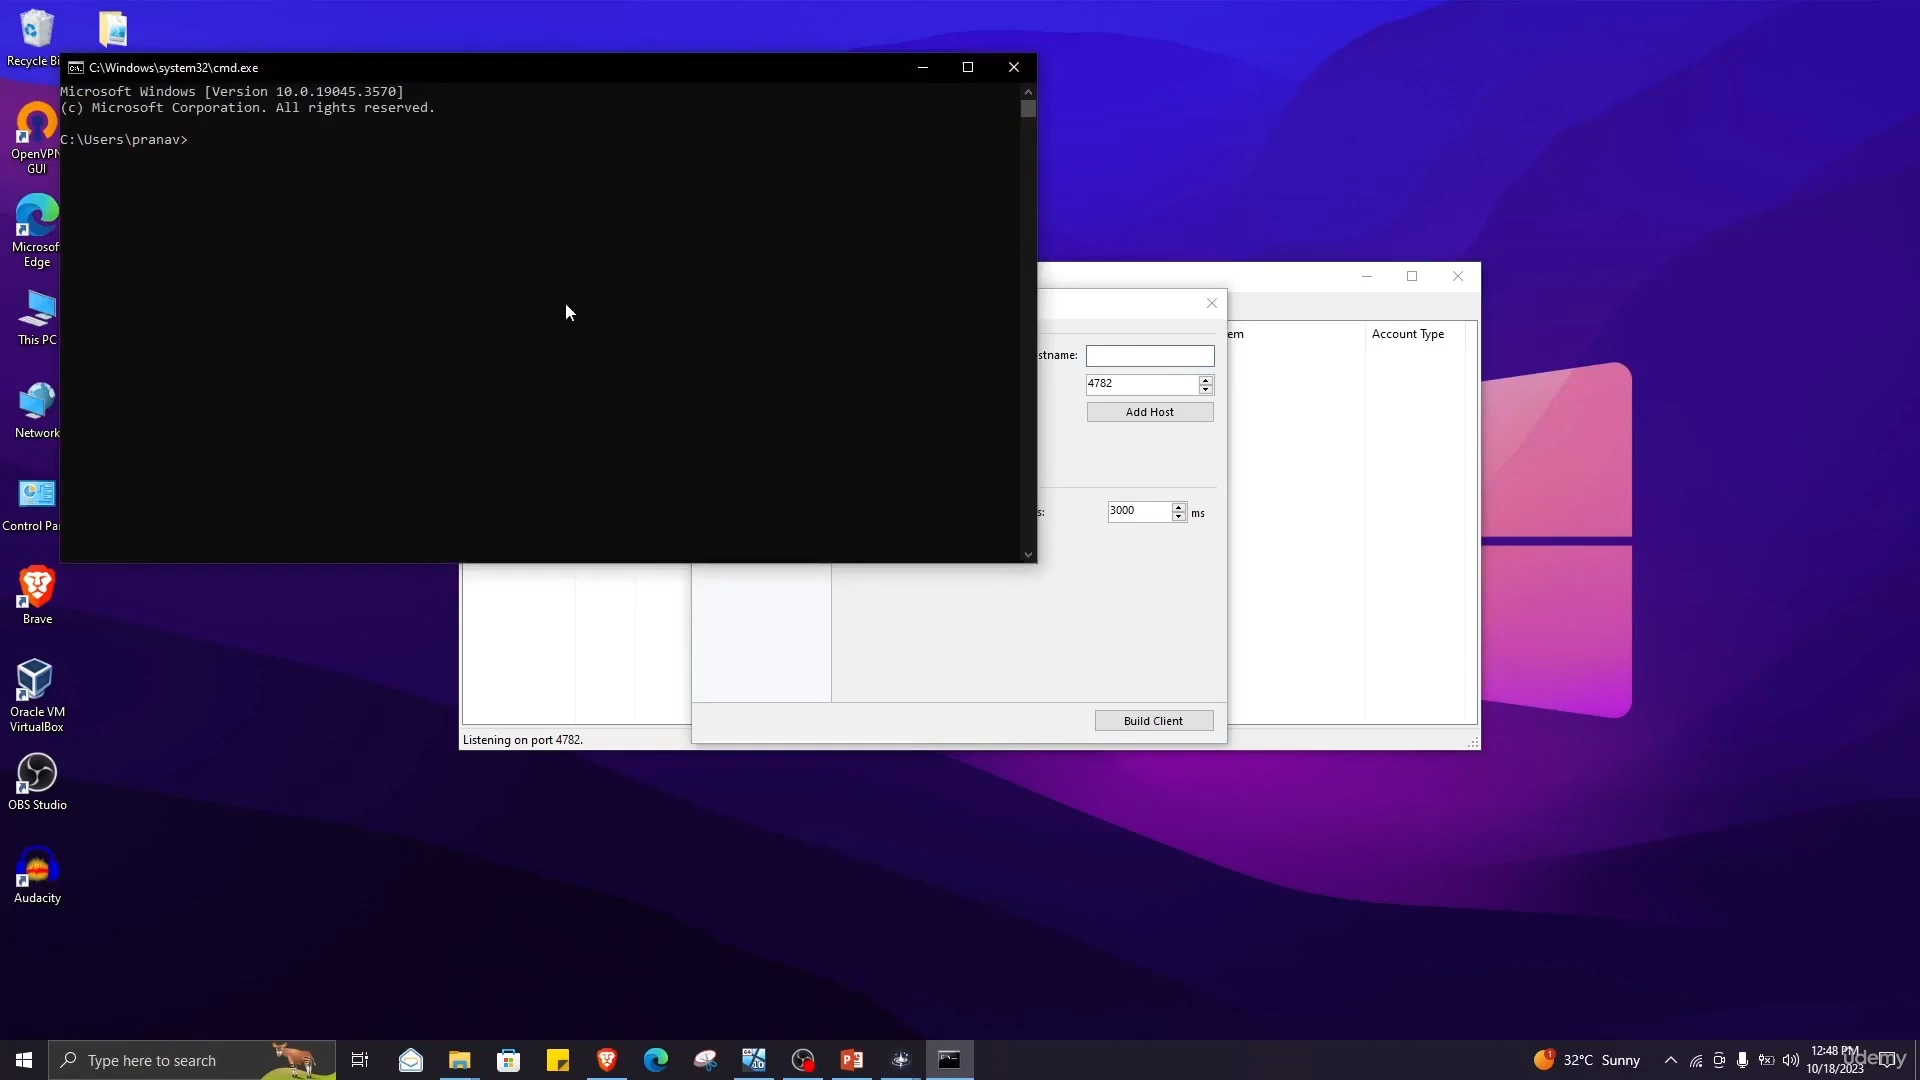 Recycle Bi
C:\Windows\system32\cmd.exe
Microsoft Windows [Version 10.0.19045.3570]
(c) Microsoft Corporation. All rights reserved.
C:\Users\pranav>
OpenVPN
GUI
Microsof
Edge
This PC
Network
Control Pa
Brave
Oracle VM
VirtualBox
OBS Studio
Audacity
em
Account Type
stname:
4782
Add Host
s:
3000
ms
Build Client
Listening on port 4782.
Type here to search
32°C Sunny
12:48 PM
10/18/2023
udemy